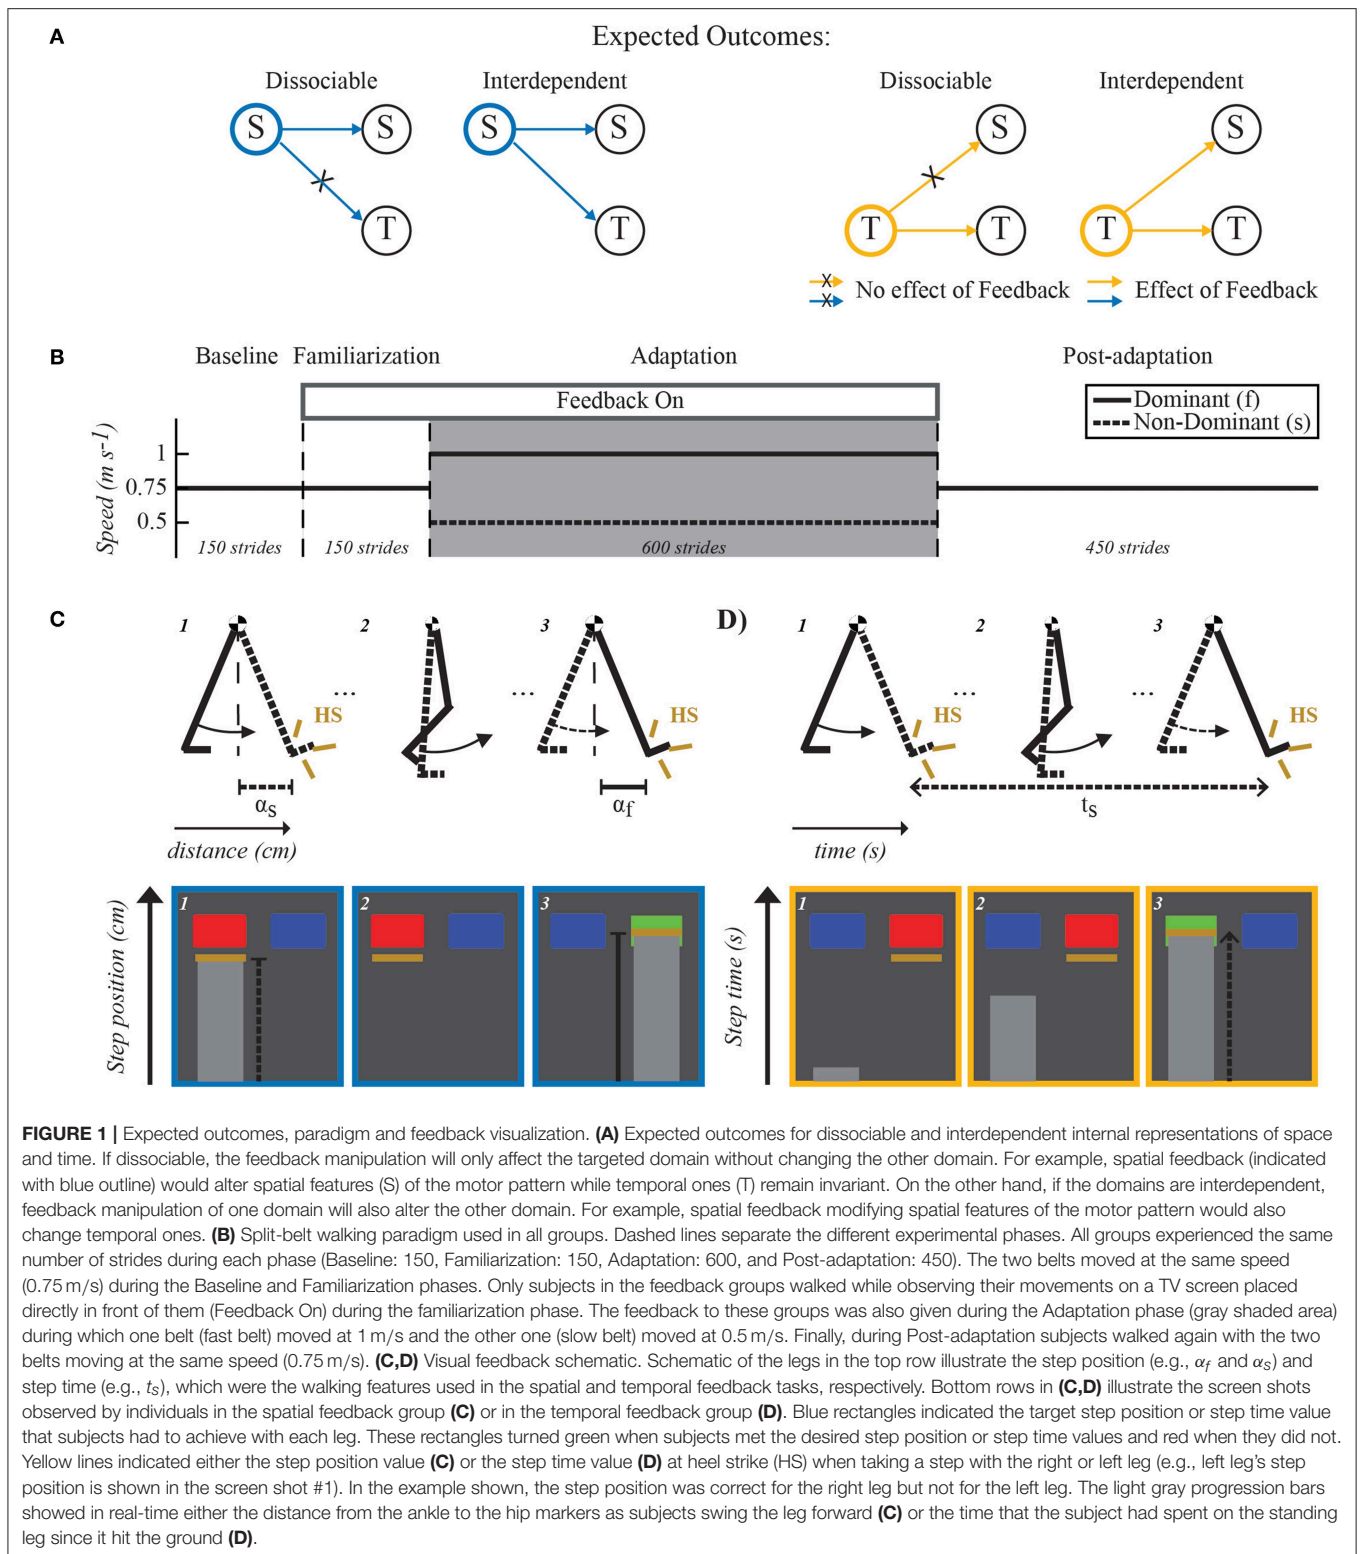 A
Expected Outcomes:
Dissociable
Interdependent
Dissociable
Interdependent
S
S
T
S
S
T
S
T
T
S
T
T
X No effect of Feedback
X Effect of Feedback
B
Baseline
Familiarization
Adaptation
Post-adaptation
Feedback On
Dominant (f)
Non-Dominant (s)
Speed (m s-1)
1
0.75
0.5
150 strides
150 strides
600 strides
450 strides
C
1
2
3
...
...
HS
HS
αs
αf
distance (cm)
D)
1
2
3
...
...
HS
HS
ts
time (s)
Step position (cm)
1
2
3
Step time (s)
1
2
3
FIGURE 1 | Expected outcomes, paradigm and feedback visualization. (A) Expected outcomes for dissociable and interdependent internal representations of space
and time. If dissociable, the feedback manipulation will only affect the targeted domain without changing the other domain. For example, spatial feedback (indicated
with blue outline) would alter spatial features (S) of the motor pattern while temporal ones (T) remain invariant. On the other hand, if the domains are interdependent,
feedback manipulation of one domain will also alter the other domain. For example, spatial feedback modifying spatial features of the motor pattern would also
change temporal ones. (B) Split-belt walking paradigm used in all groups. Dashed lines separate the different experimental phases. All groups experienced the same
number of strides during each phase (Baseline: 150, Familiarization: 150, Adaptation: 600, and Post-adaptation: 450). The two belts moved at the same speed
(0.75 m/s) during the Baseline and Familiarization phases. Only subjects in the feedback groups walked while observing their movements on a TV screen placed
directly in front of them (Feedback On) during the familiarization phase. The feedback to these groups was also given during the Adaptation phase (gray shaded area)
during which one belt (fast belt) moved at 1 m/s and the other one (slow belt) moved at 0.5 m/s. Finally, during Post-adaptation subjects walked again with the two
belts moving at the same speed (0.75 m/s). (C,D) Visual feedback schematic. Schematic of the legs in the top row illustrate the step position (e.g., αf and αS) and
step time (e.g., tS), which were the walking features used in the spatial and temporal feedback tasks, respectively. Bottom rows in (C,D) illustrate the screen shots
observed by individuals in the spatial feedback group (C) or in the temporal feedback group (D). Blue rectangles indicated the target step position or step time value
that subjects had to achieve with each leg. These rectangles turned green when subjects met the desired step position or step time values and red when they did not.
Yellow lines indicated either the step position value (C) or the step time value (D) at heel strike (HS) when taking a step with the right or left leg (e.g., left leg's step
position is shown in the screen shot #1). In the example shown, the step position was correct for the right leg but not for the left leg. The light gray progression bars
showed in real-time either the distance from the ankle to the hip markers as subjects swing the leg forward (C) or the time that the subject had spent on the standing
leg since it hit the ground (D).